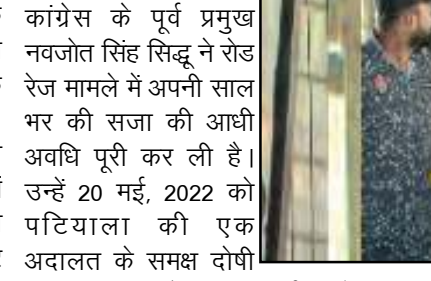 कांग्रेस के पूर्व प्रमुख
नवजोत सिंह सिद्धू ने रोड
रेज मामले में अपनी साल
भर की सजा की आधी
अवधि पूरी कर ली है।
उन्हें 20 मई, 2022 को
पटियाला की एक
अदालत के समक्ष दोषी